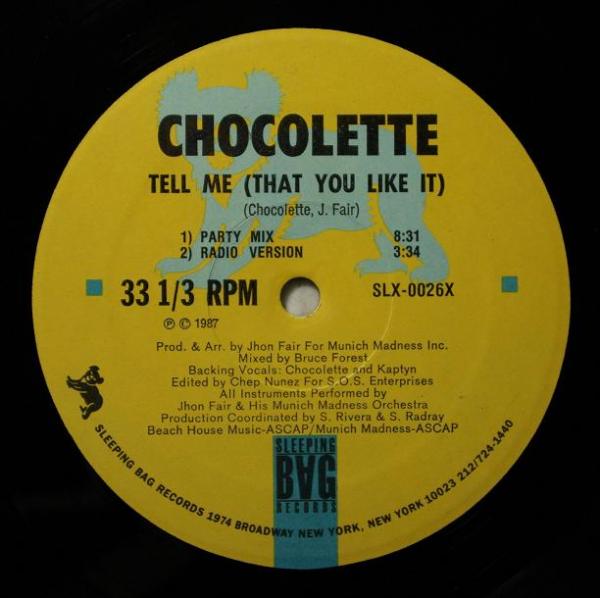 CHOCOLETTE
TELL ME (THAT YOU LIKE IT)
(Chocolette, J. Fair)
1) PARTY MIX 8:31
2) RADIO VERSION 3:34
33 1/3 RPM SLX-0026X
℗ © 1987
Prod. & Arr. by Jhon Fair For Munich Madness Inc.
Mixed by Bruce Forest
Backing Vocals: Chocolette and Kaptyn
Edited by Chep Nunez For S.O.S. Enterprises
All Instruments Performed by
Jhon Fair & His Munich Madness Orchestra
Production Coordinated by S. Rivera & S. Radray
Beach House Music-ASCAP/Munich Madness-ASCAP
SLEEPING
BAG
RECORDS
SLEEPING BAG RECORDS 1974 BROADWAY NEW YORK, NEW YORK 10023 212/724-1440